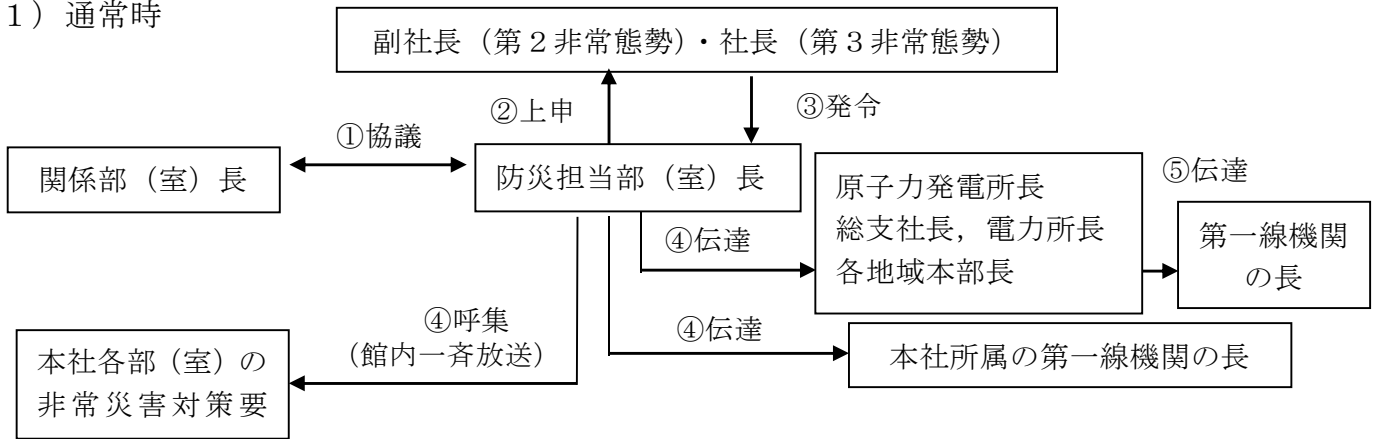 １）通常時
副社長（第２非常態勢）・社長（第３非常態勢）
②上申
③発令
①協議
関係部（室）長
防災担当部（室）長
原子力発電所長
総支社長，電力所長
各地域本部長
⑤伝達
第一線機関
の長
④伝達
④呼集
（館内一斉放送）
④伝達
本社所属の第一線機関の長
本社各部（室）の
非常災害対策要